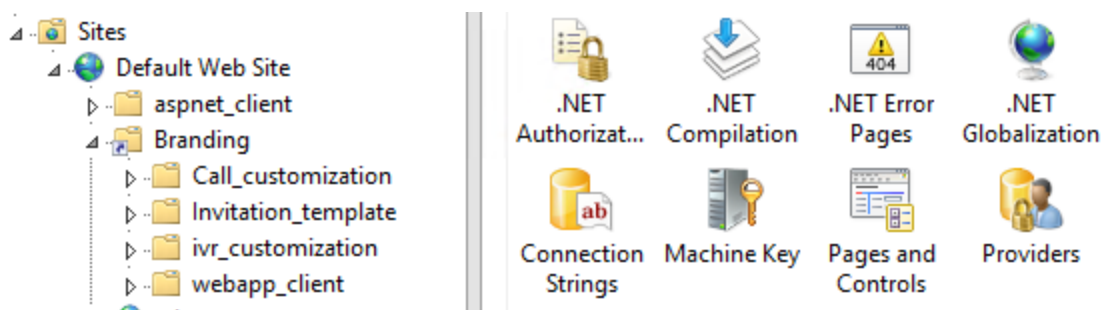 Sites
Default Web Site
aspnet_client
Branding
Call_customization
Invitation_template
ivr_customization
webapp_client
404
.NET
Authorizat...
.NET
Compilation
.NET Error
Pages
.NET
Globalization
ab
Connection
Strings
Machine Key
Pages and
Controls
Providers